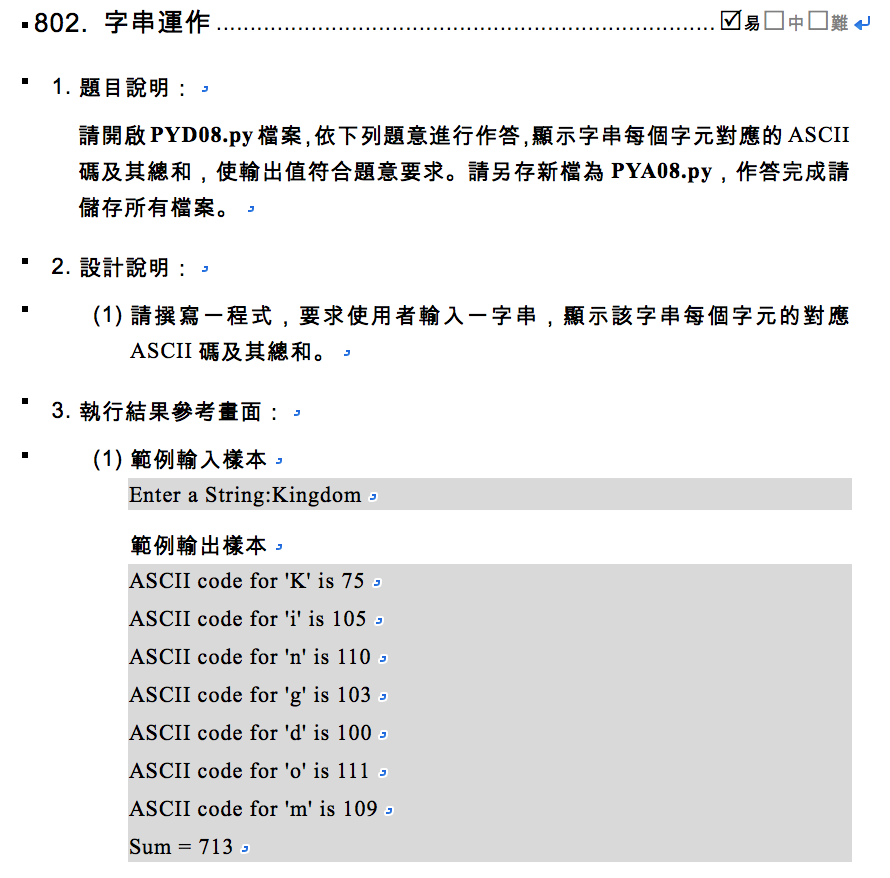 802. 字串運作 ........................................................................ ☑易☐中☐難
1. 題目說明：
請開啟PYD08.py檔案,依下列題意進行作答,顯示字串每個字元對應的 ASCII
碼及其總和，使輸出值符合題意要求。請另存新檔為 PYA08.py，作答完成請
儲存所有檔案。
2. 設計說明：
(1) 請撰寫一程式，要求使用者輸入一字串，顯示該字串每個字元的對應
ASCII 碼及其總和。
3. 執行結果參考畫面：
(1) 範例輸入樣本
Enter a String:Kingdom
範例輸出樣本
ASCII code for 'K' is 75
ASCII code for 'i' is 105
ASCII code for 'n' is 110
ASCII code for 'g' is 103
ASCII code for 'd' is 100
ASCII code for 'o' is 111
ASCII code for 'm' is 109
Sum = 713